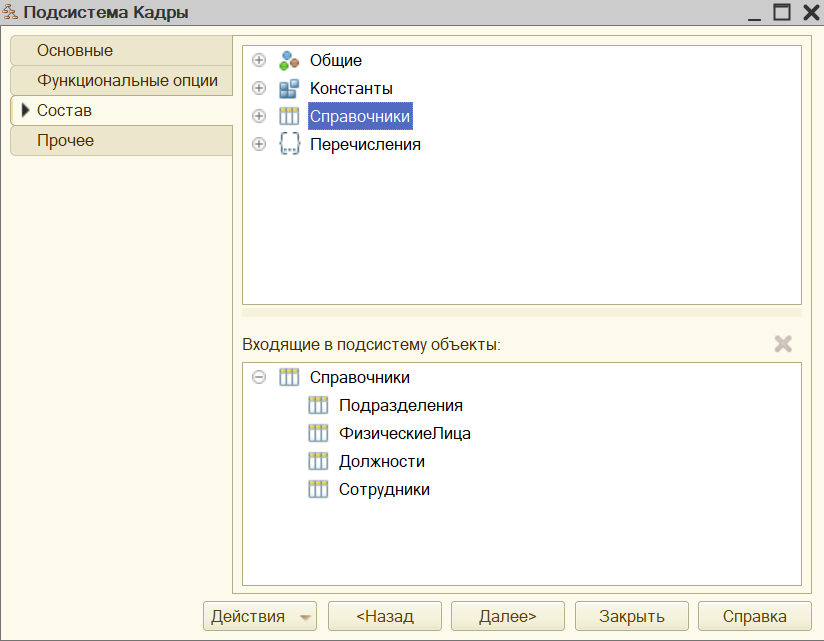 Подсистема Кадры
Основные
Функциональные опции
Состав
Прочее
Общие
Константы
Справочники
Перечисления
Входящие в подсистему объекты:
Справочники
Подразделения
ФизическиеЛица
Должности
Сотрудники
Действия
<Назад
Далее>
Закрыть
Справка